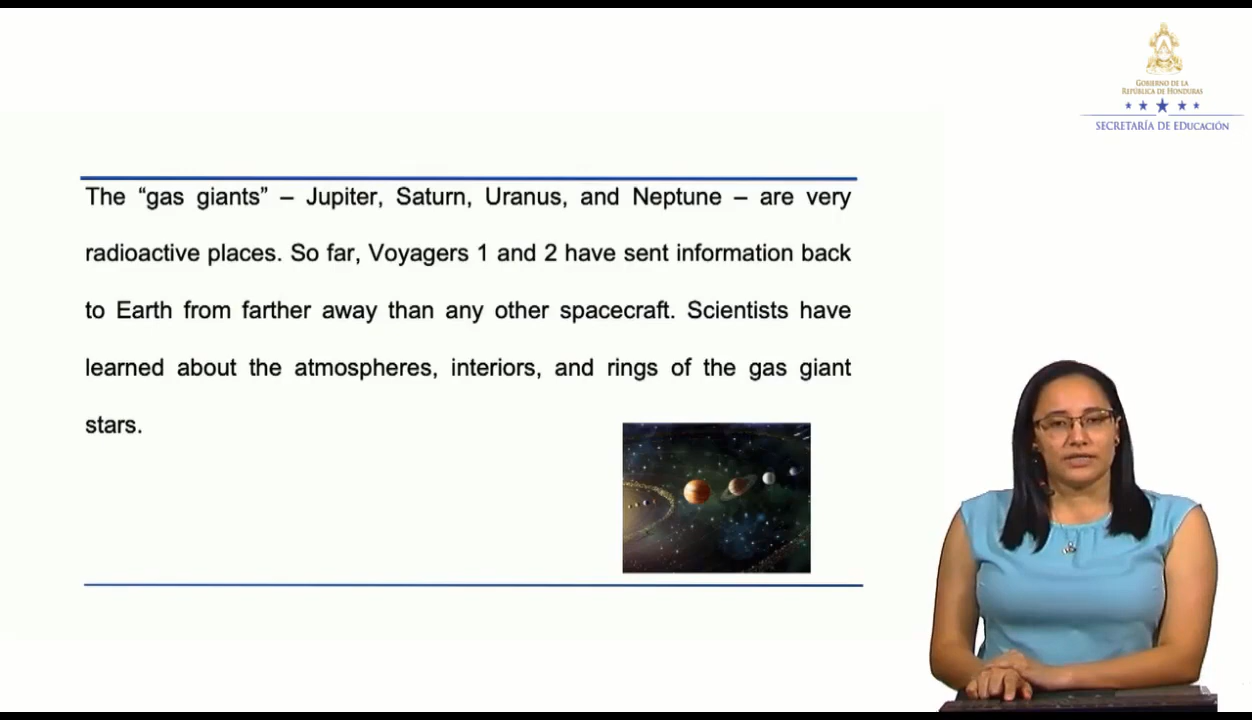 GOBIERNO DE LA
REPÚBLICA DE HONDURAS
SECRETARÍA DE EDUCACIÓN
The “gas giants” – Jupiter, Saturn, Uranus, and Neptune – are very
radioactive places. So far, Voyagers 1 and 2 have sent information back
to Earth from farther away than any other spacecraft. Scientists have
learned about the atmospheres, interiors, and rings of the gas giant
stars.